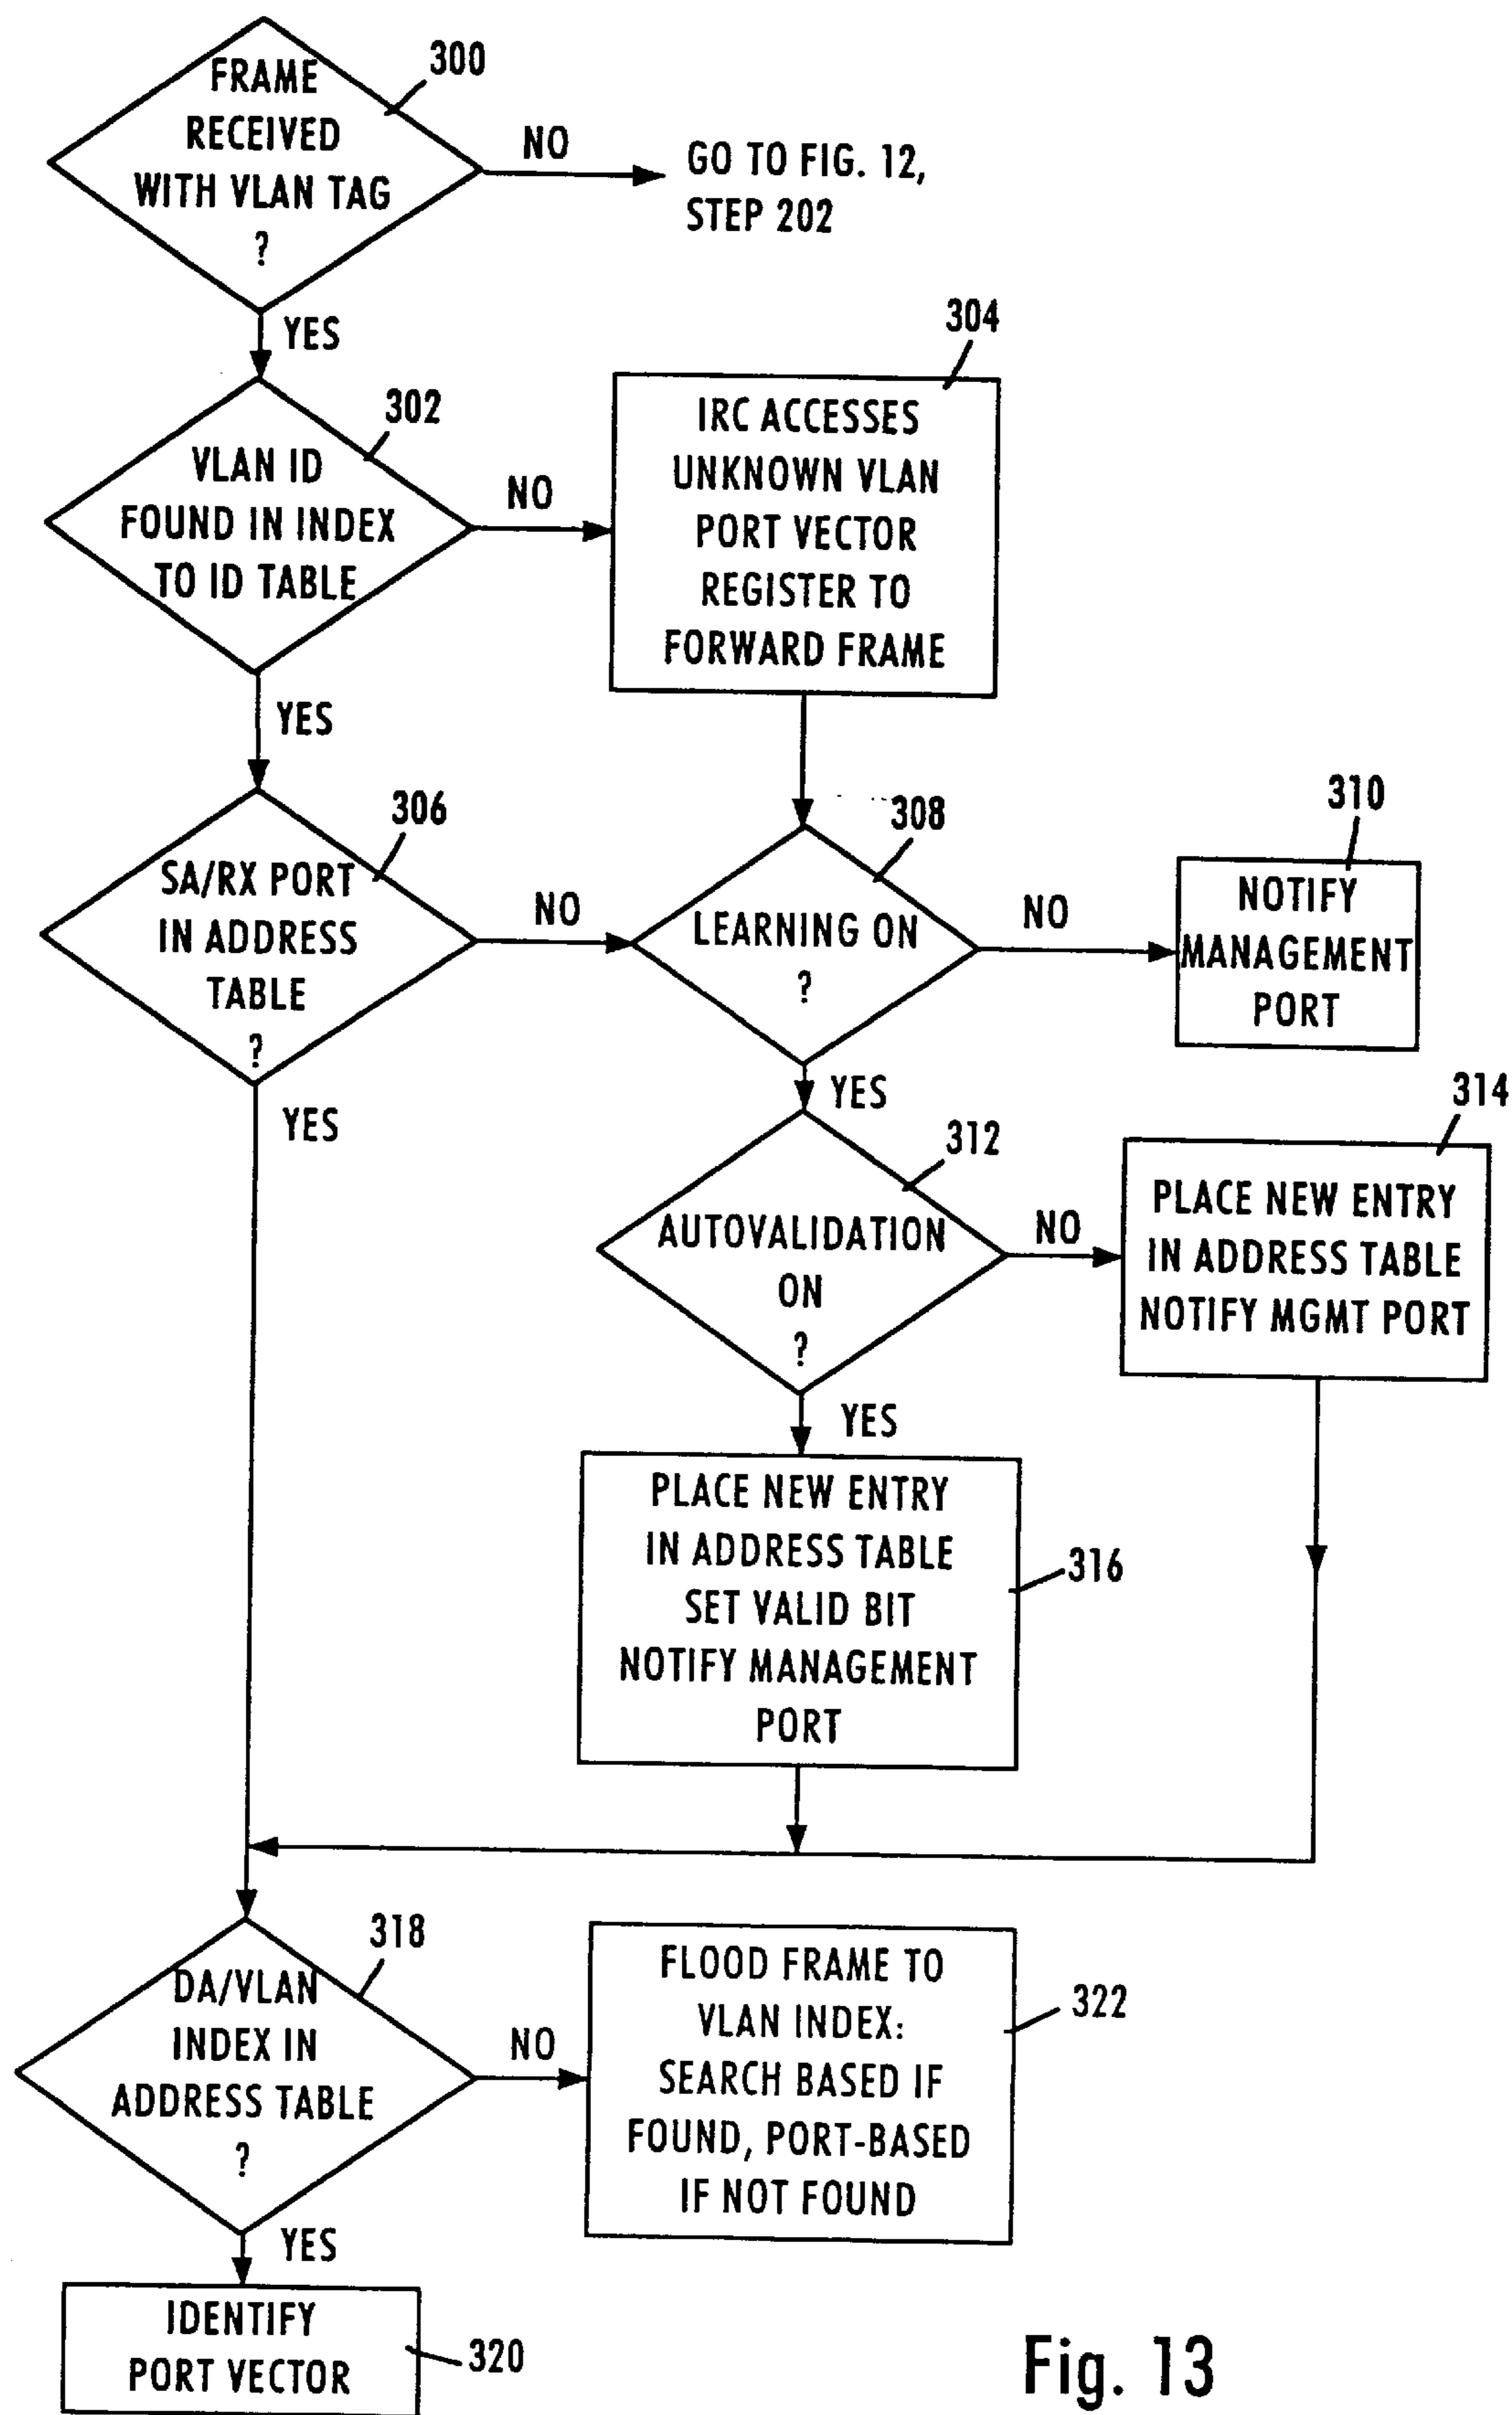 FRAME
RECEIVED
WITH VLAN TAG
?
300
NO
GO TO FIG. 12,
STEP 202
YES
VLAN ID
FOUND IN INDEX
TO ID TABLE
302
NO
304
IRC ACCESSES
UNKNOWN VLAN
PORT VECTOR
REGISTER TO
FORWARD FRAME
YES
SA/RX PORT
IN ADDRESS
TABLE
?
306
NO
308
LEARNING ON
?
NO
310
NOTIFY
MANAGEMENT
PORT
YES
YES
312
AUTOVALIDATION
ON
?
NO
314
PLACE NEW ENTRY
IN ADDRESS TABLE
NOTIFY MGMT PORT
YES
PLACE NEW ENTRY
IN ADDRESS TABLE
SET VALID BIT
NOTIFY MANAGEMENT
PORT
316
318
DA/VLAN
INDEX IN
ADDRESS TABLE
?
NO
FLOOD FRAME TO
VLAN INDEX:
SEARCH BASED IF
FOUND, PORT-BASED
IF NOT FOUND
322
YES
IDENTIFY
PORT VECTOR
320
Fig. 13